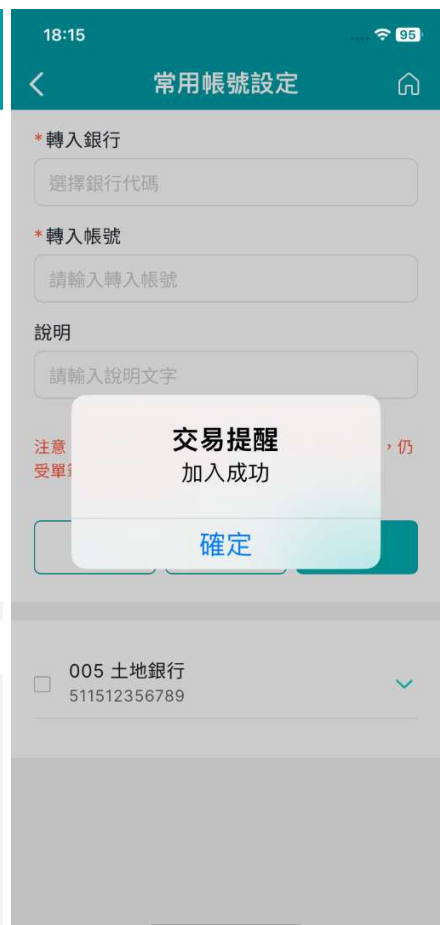 18:15
95
常用帳號設定
*轉入銀行
選擇銀行代碼
*轉入帳號
請輸入轉入帳號
說明
請輸入說明文字
注意
,仍
受單
交易提醒
加入成功
確定
005 土地銀行
511512356789